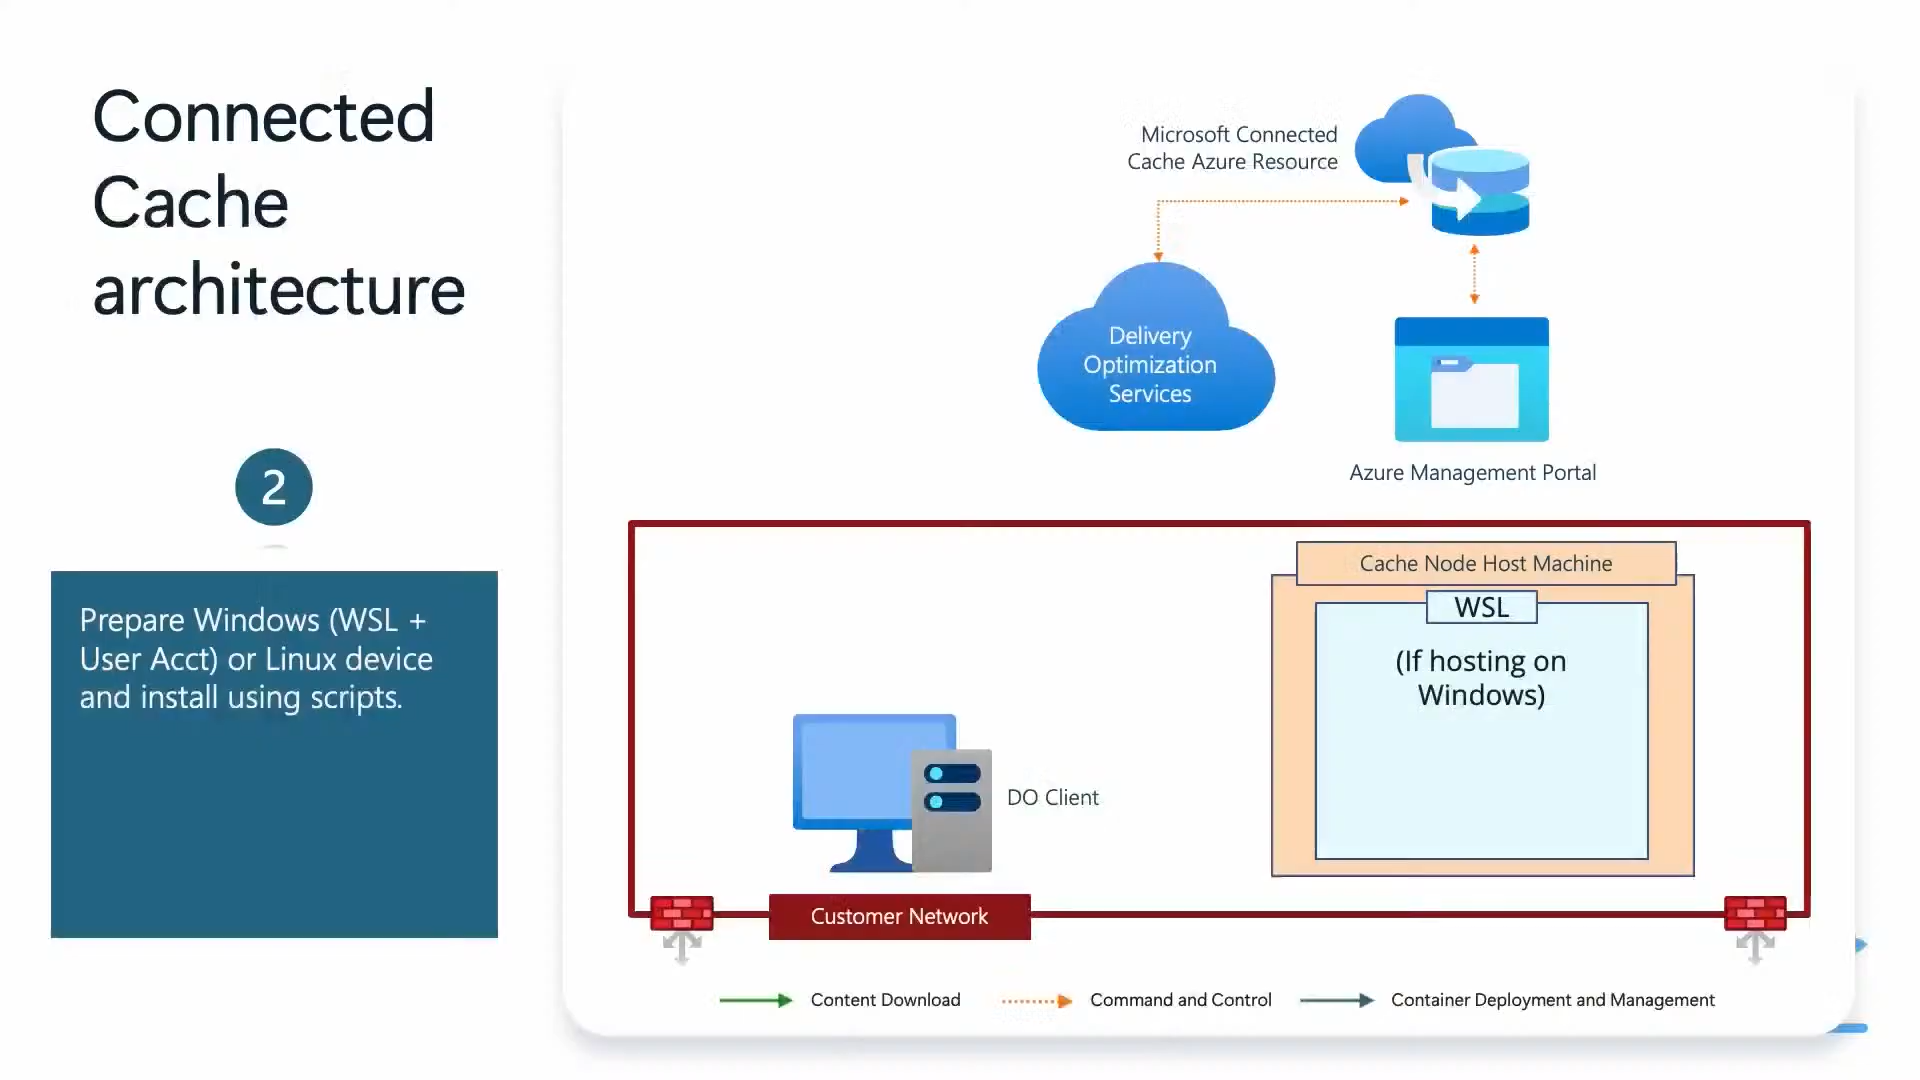 Connected
Cache
architecture
2
Prepare Windows (WSL +
User Acct) or Linux device
and install using scripts.
Microsoft Connected
Cache Azure Resource
Delivery
Optimization
Services
Azure Management Portal
Cache Node Host Machine
WSL
(If hosting on
Windows)
DO Client
Customer Network
Content Download
Command and Control
Container Deployment and Management